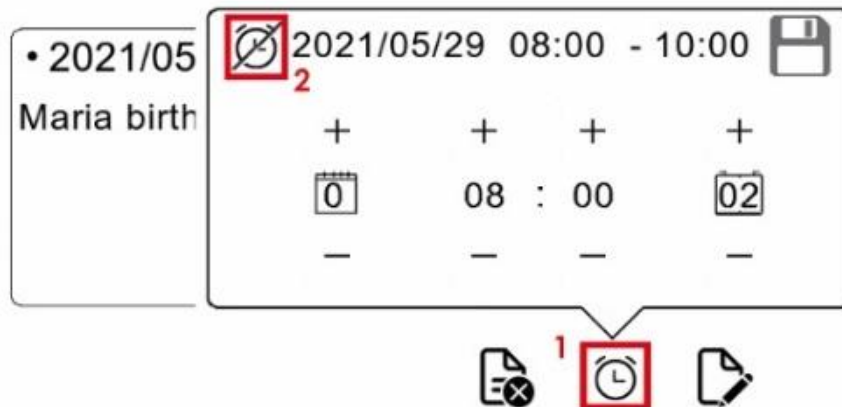 • 2021/05
Maria birth
2021/05/29 08:00 - 10:00
2
+ + + +
0 08 : 00 02
− − − −
1